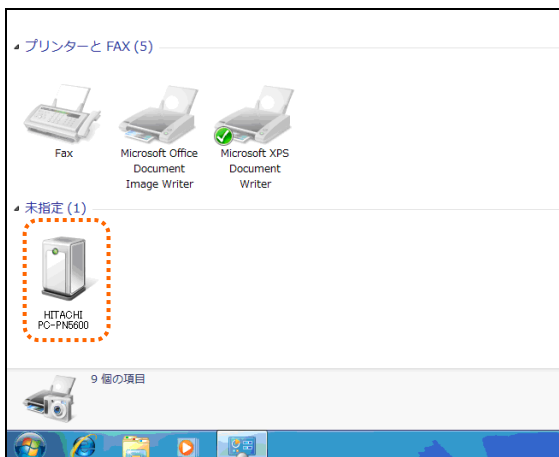 プリンターと FAX (5)
Fax
Microsoft Office
Document
Image Writer
Microsoft XPS
Document
Writer
未指定 (1)
HITACHI
PC-PN5600
9 個の項目